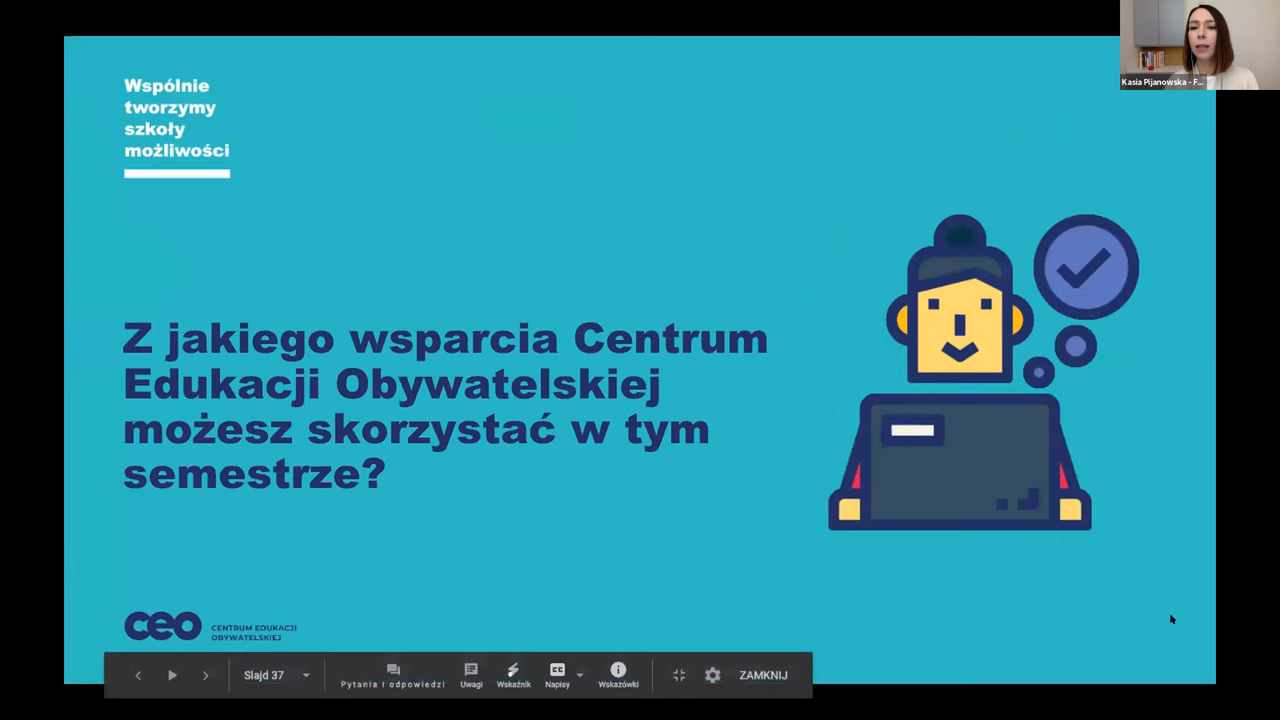 Kasia Pijanowska - F...
Wspólnie
tworzymy
szkoły
możliwości
Z jakiego wsparcia Centrum
Edukacji Obywatelskiej
możesz skorzystać w tym
semestrze?
ceo CENTRUM EDUKACJI
OBYWATELSKIEJ
Slajd 37
Pytania i odpowiedzi
Uwagi
Wskaźnik
Napisy
Wskazówki
ZAMKNIJ